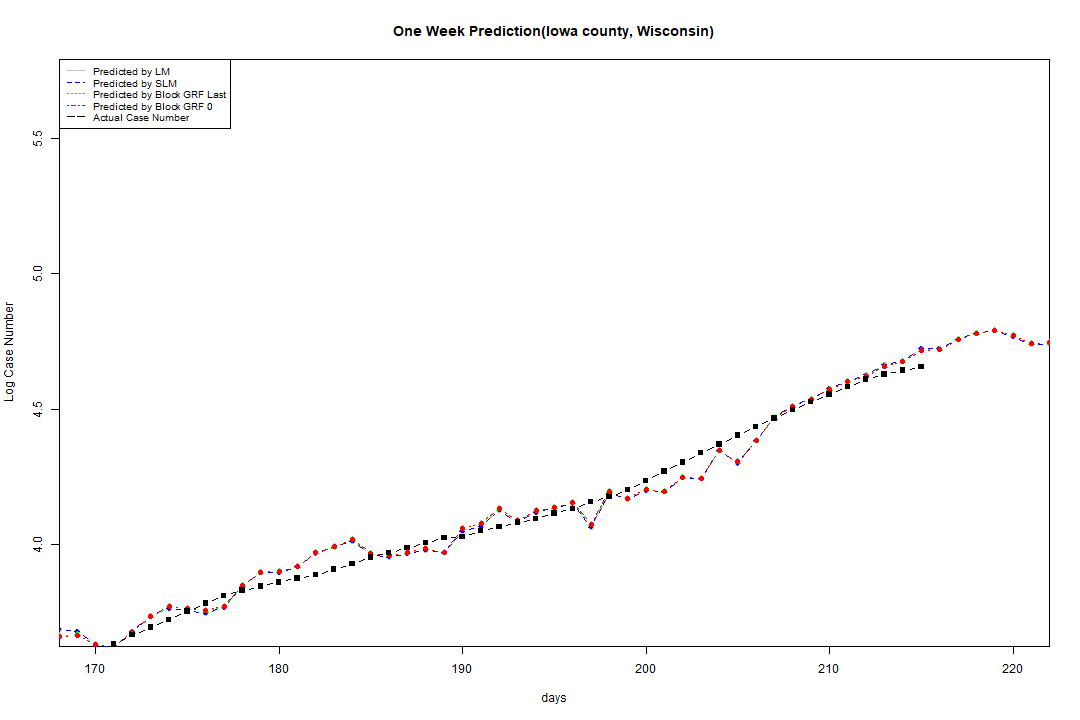 One Week Prediction(Iowa county, Wisconsin)
Predicted by LM
Predicted by SLM
Predicted by Block GRF Last
Predicted by Block GRF 0
Actual Case Number
5.5
5.0
4.5
4.0
Log Case Number
170 180 190 200 210 220
days